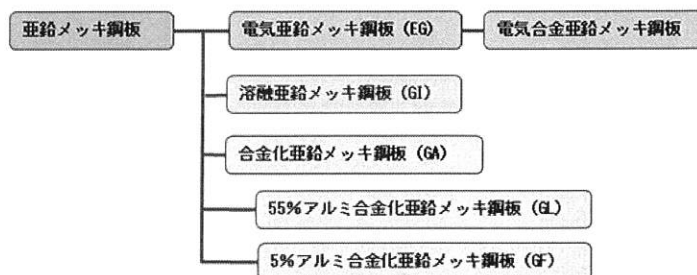 亜鉛メッキ鋼板
電気亜鉛メッキ鋼板(EG)
電気合金亜鉛メッキ鋼板
溶融亜鉛メッキ鋼板(GI)
合金化亜鉛メッキ鋼板(GA)
55%アルミ合金化亜鉛メッキ鋼板(GL)
5%アルミ合金化亜鉛メッキ鋼板(GF)